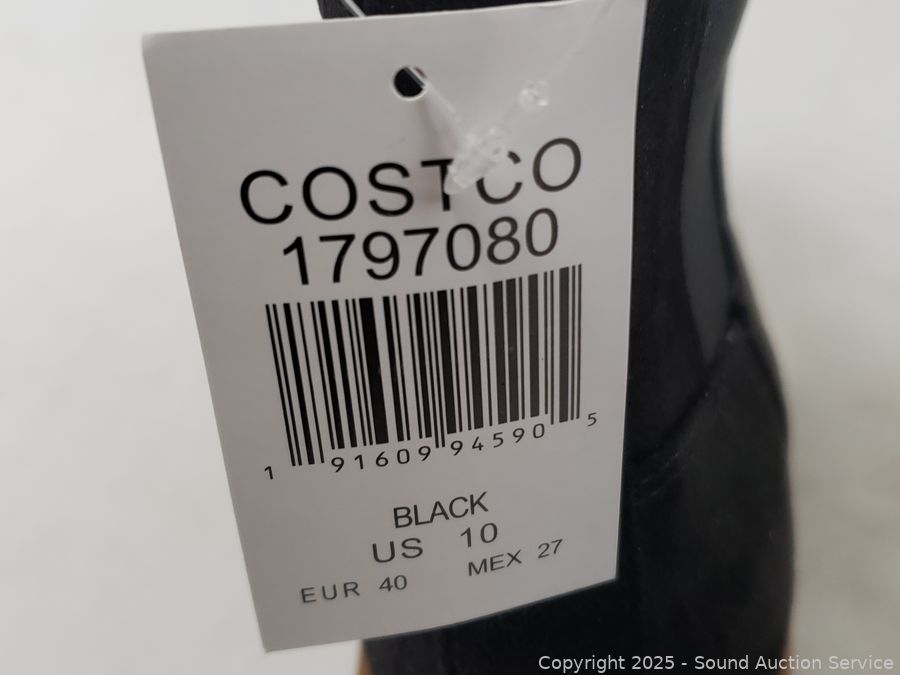 COSTCO
1797080
1 91609 94590 5
BLACK
US 10
EUR 40 MEX 27
Copyright 2025 - Sound Auction Service